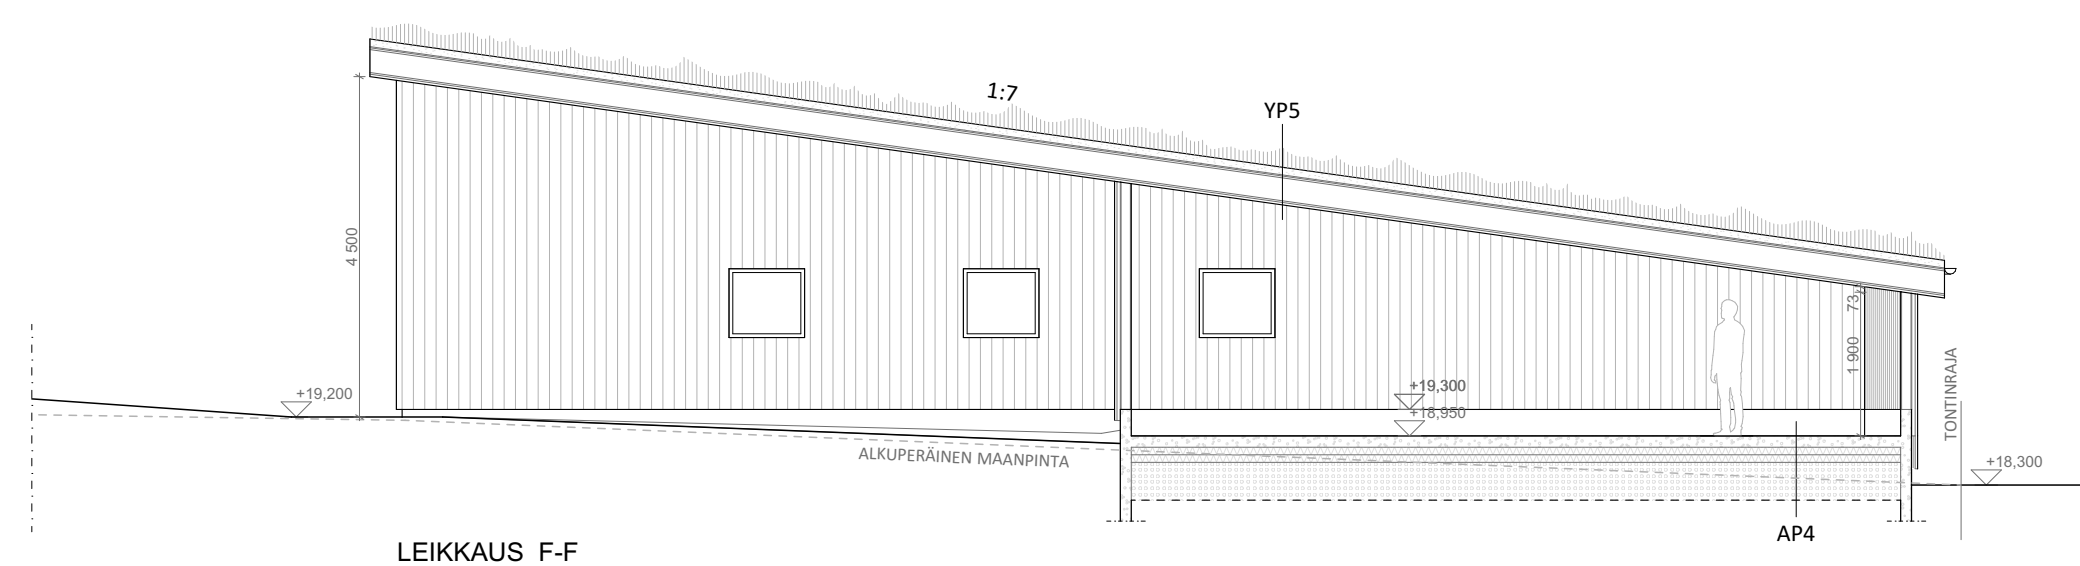 1:7
YP5
4 500
73
1 900
+19,200
+19,300
+18,950
TONTINRAJA
ALKUPERÄINEN MAANPINTA
+18,300
AP4
LEIKKAUS F-F